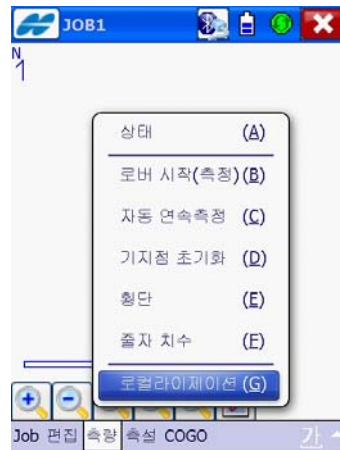 JOB1
N
상태 (A)
로버 시작(측정)(B)
자동 연속측정 (C)
기지점 초기화 (D)
횡단 (E)
줄자 치수 (F)
로컬라이제이션 (G)
Job 편집 측량 측설 COGO 가